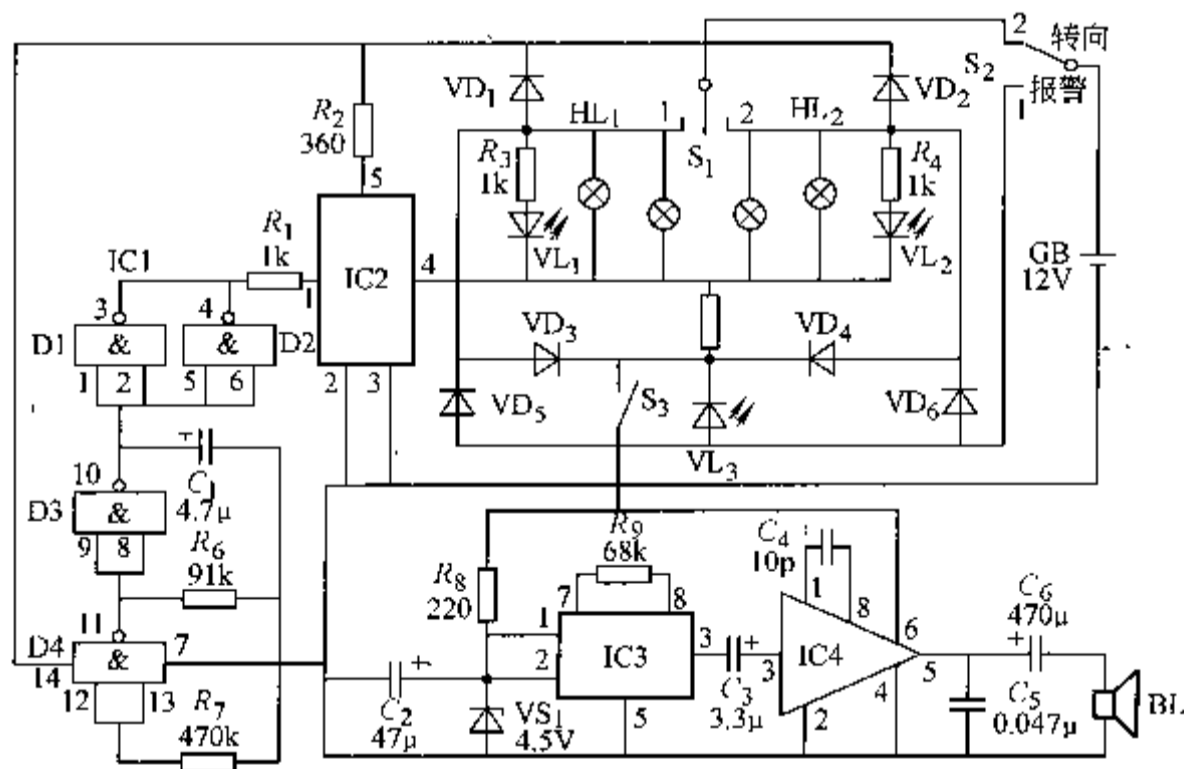 2
转向
S₂
报警
1
VD₁
VD₂
R₂
360
HL₁
1
2
HL₂
S₁
R₃
1k
R₄
1k
5
VL₁
VL₂
GB
12V
R₁
1k
IC1
1
IC2
4
3
4
D1
&
&
D2
1
2
5
6
2
3
VD₃
VD₄
VD₅
S₃
VD₆
VL₃
10
+
C₁
4.7μ
D3
&
9
8
R₆
91k
11
D4
&
7
14
12
13
R₇
470k
R₈
220
R₉
68k
7
8
1
2
IC3
3
5
C₂
47μ
+
VS₁
4.5V
C₃
3.3μ
+
C₄
10p
1
8
3
IC4
6
5
4
2
C₆
470μ
+
C₅
0.047μ
BL